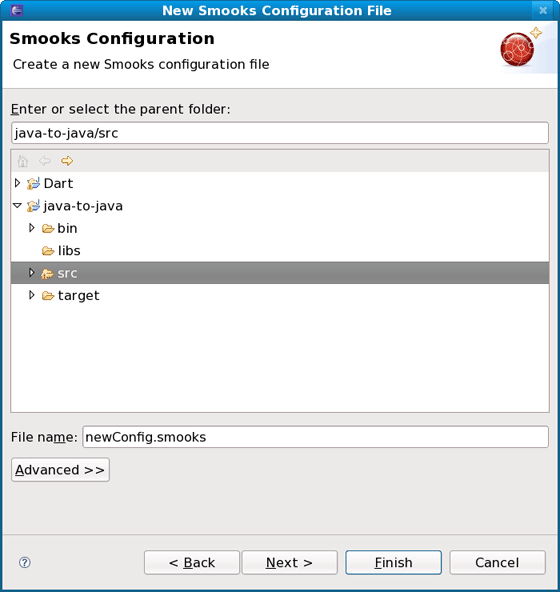 New Smooks Configuration File
Smooks Configuration
Create a new Smooks configuration file
Enter or select the parent folder:
java-to-java/src
Dart
java-to-java
bin
libs
src
target
File name: newConfig.smooks
Advanced >>
? < Back Next > Finish Cancel